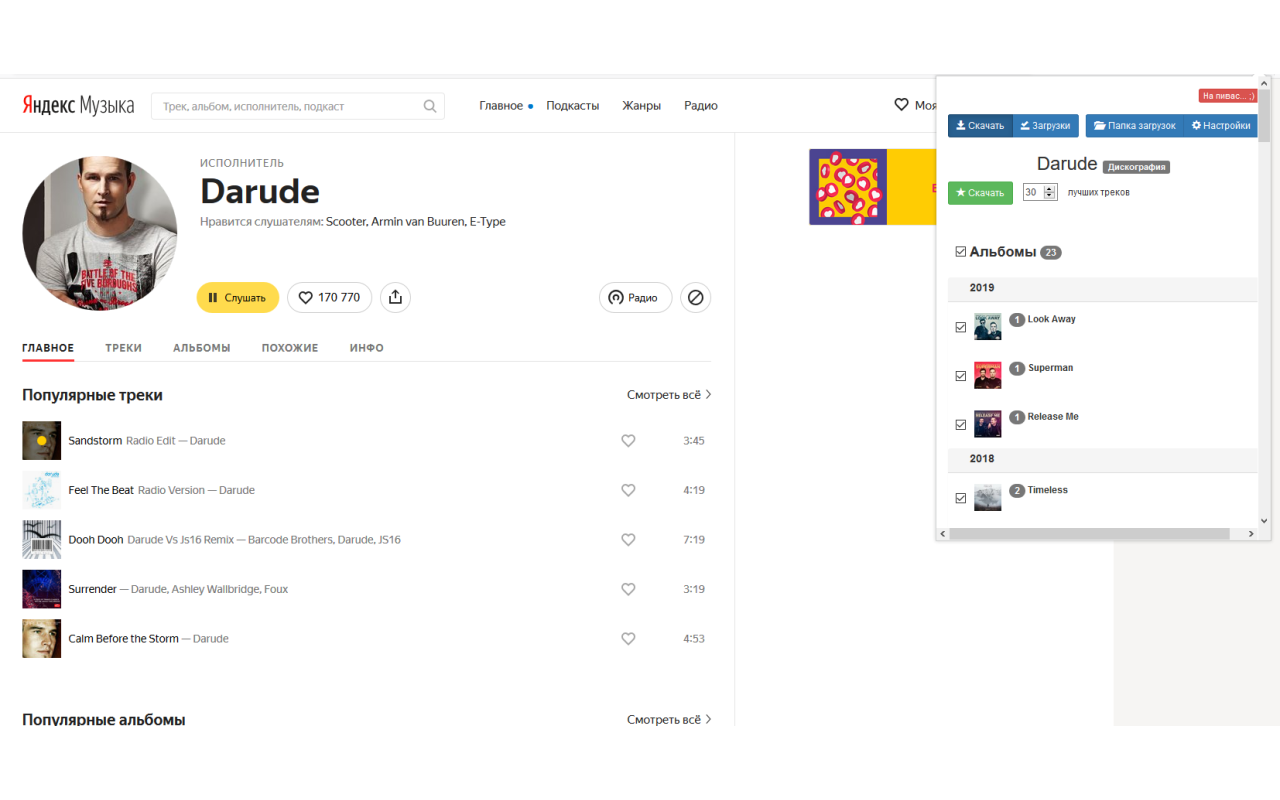 Яндекс Музыка
Трек, альбом, исполнитель, подкаст
Главное
Подкасты
Жанры
Радио
Моя
ИСПОЛНИТЕЛЬ
Darude
Нравится слушателям: Scooter, Armin van Buuren, E-Type
BATTLE OF THE
FIVE BOROUGHS
Слушать
170 770
Радио
ГЛАВНОЕ
ТРЕКИ
АЛЬБОМЫ
ПОХОЖИЕ
ИНФО
Популярные треки
Смотреть всё
Sandstorm Radio Edit — Darude
3:45
Feel The Beat Radio Version — Darude
4:19
Dooh Dooh Darude Vs Js16 Remix — Barcode Brothers, Darude, JS16
7:19
Surrender — Darude, Ashley Wallbridge, Foux
3:19
Calm Before the Storm — Darude
4:53
Популярные альбомы
Смотреть всё
На пивас... ;)
Скачать
Загрузки
Папка загрузок
Настройки
Darude Дискография
Скачать
30
лучших треков
Альбомы 23
2019
1 Look Away
1 Superman
1 Release Me
2018
2 Timeless